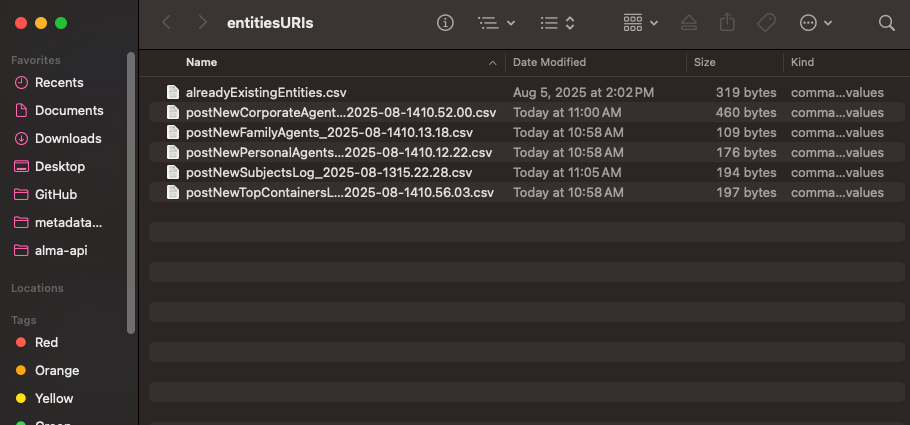 entitiesURIs
Favorites
Recents
Documents
Downloads
Desktop
GitHub
metadata...
alma-api
Locations
Tags
Red
Orange
Yellow
Green
Name Date Modified Size Kind
alreadyExistingEntities.csv Aug 5, 2025 at 2:02 PM 319 bytes comma...values
postNewCorporateAgent...2025-08-1410.52.00.csv Today at 11:00 AM 460 bytes comma...values
postNewFamilyAgents_2025-08-1410.13.18.csv Today at 10:58 AM 109 bytes comma...values
postNewPersonalAgents...2025-08-1410.12.22.csv Today at 10:58 AM 176 bytes comma...values
postNewSubjectsLog_2025-08-1315.22.28.csv Today at 11:05 AM 194 bytes comma...values
postNewTopContainersL...2025-08-1410.56.03.csv Today at 10:58 AM 197 bytes comma...values